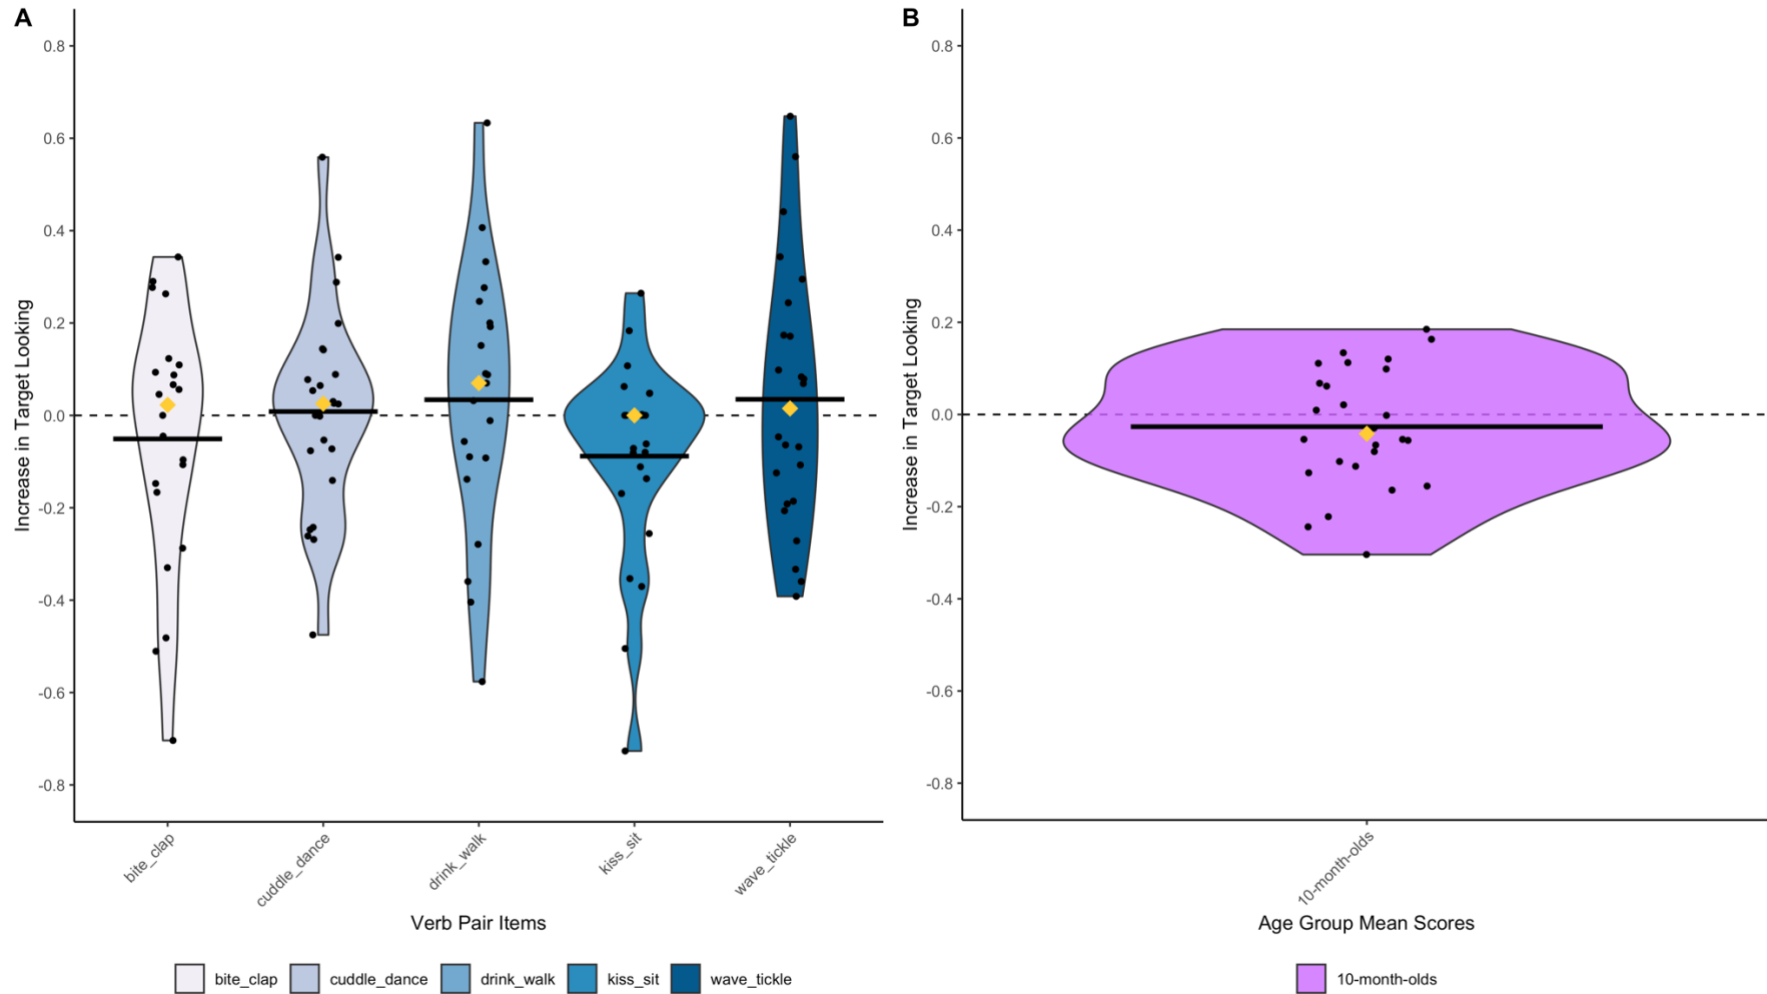 A
Increase in Target Looking
0.8
0.6
0.4
0.2
0.0
-0.2
-0.4
-0.6
-0.8
bite_clap
cuddle_dance
drink_walk
kiss_sit
wave_tickle
Verb Pair Items
bite_clap cuddle_dance drink_walk kiss_sit wave_tickle
B
Increase in Target Looking
0.8
0.6
0.4
0.2
0.0
-0.2
-0.4
-0.6
-0.8
10-month-olds
Age Group Mean Scores
10-month-olds